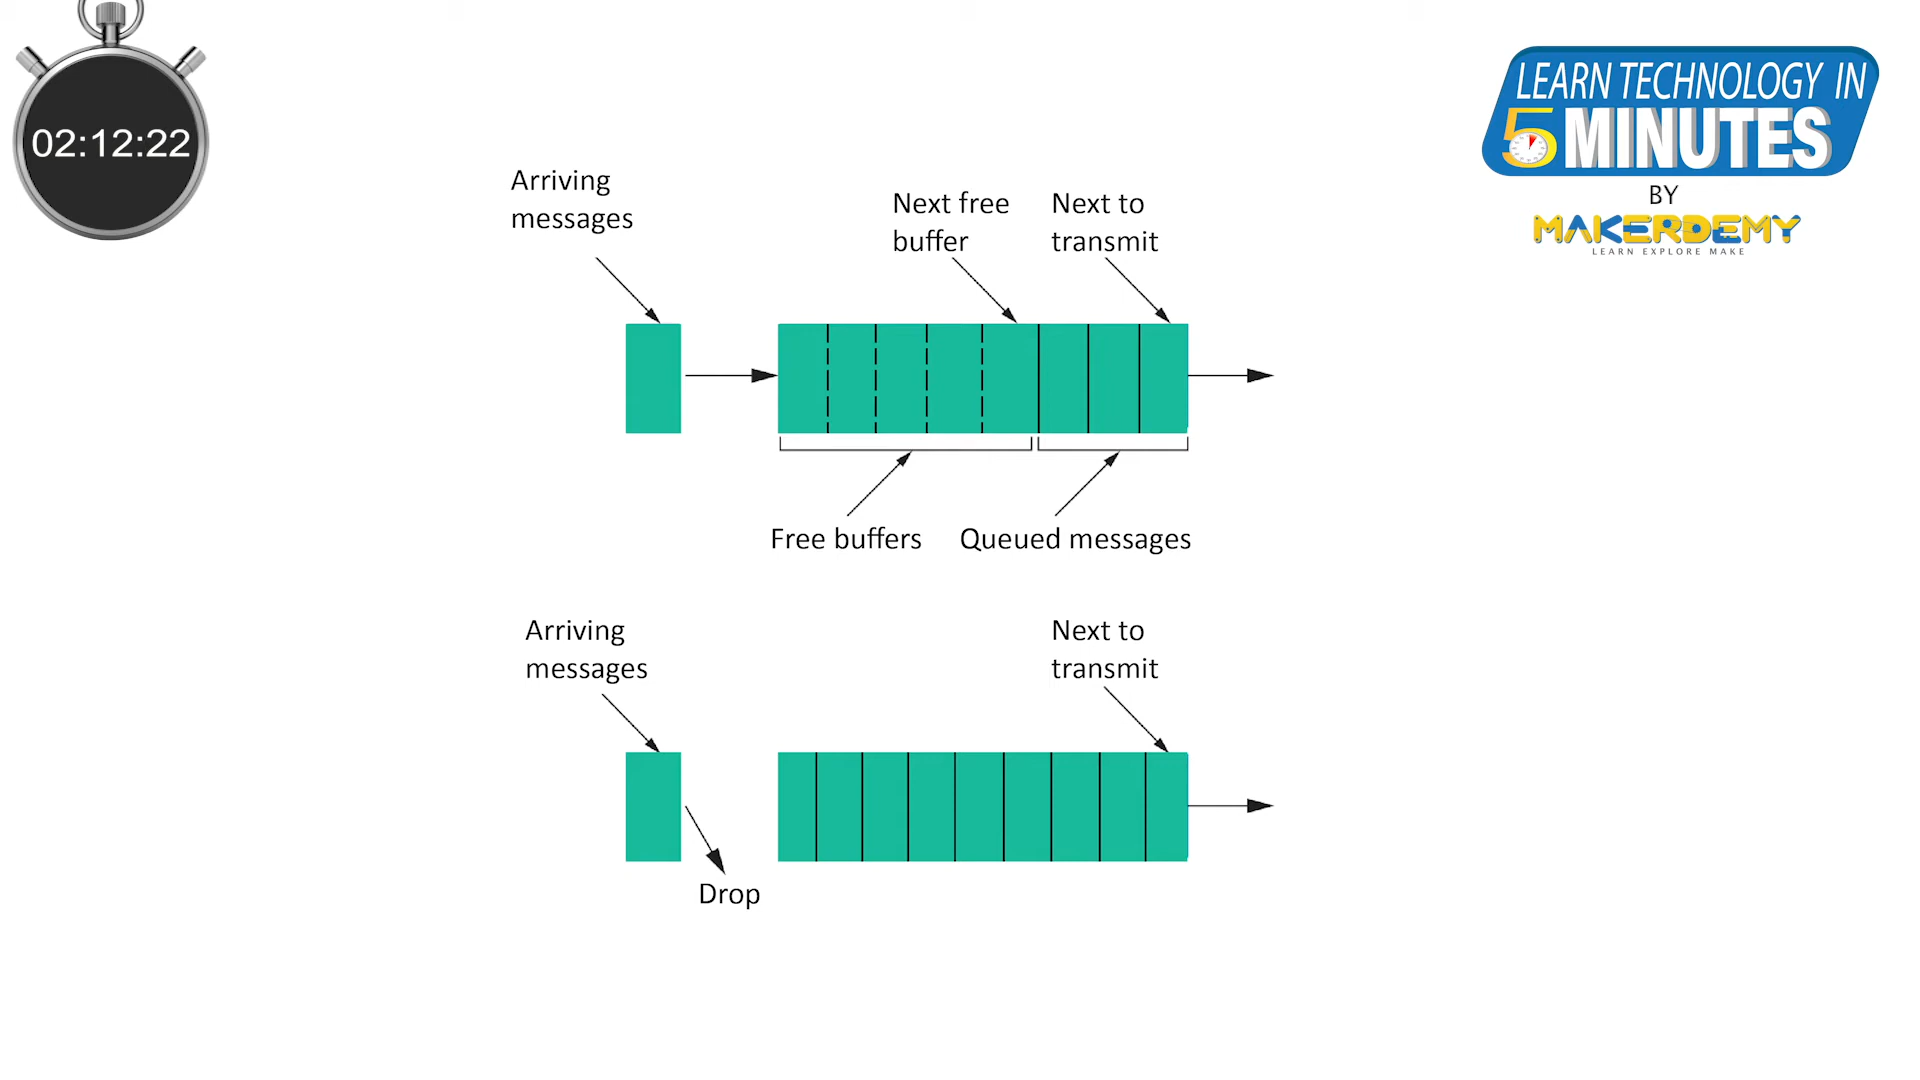 02:12:22
LEARN TECHNOLOGY IN
5 MINUTES
BY
MAKERDEMY
LEARN EXPLORE MAKE
Arriving
messages
Next free
buffer
Next to
transmit
Free buffers
Queued messages
Arriving
messages
Next to
transmit
Drop